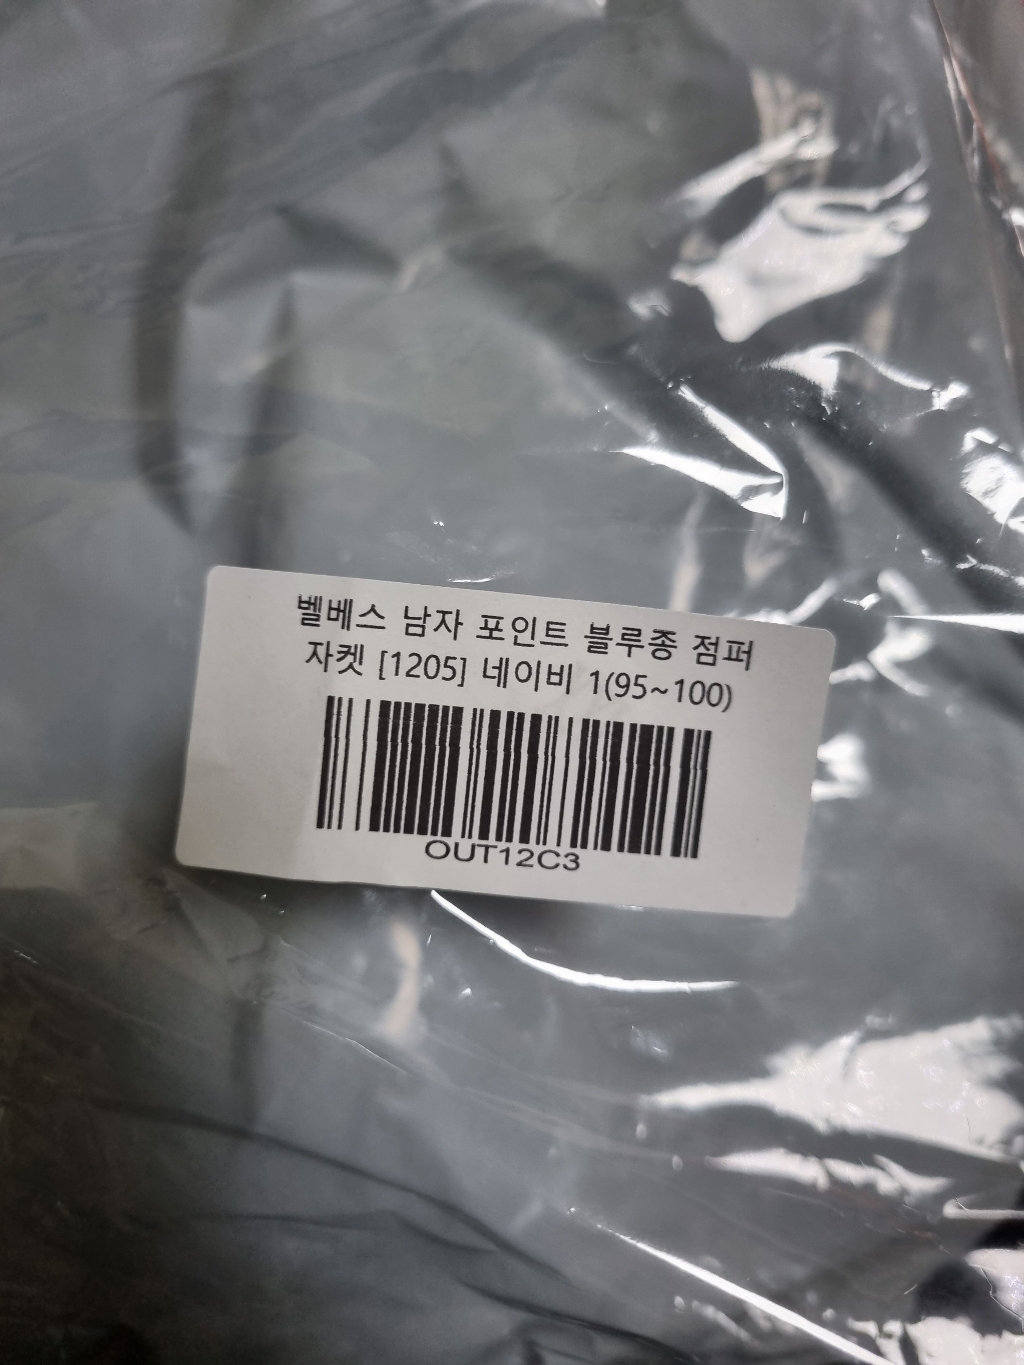 벨베스 남자 포인트 블루종 점퍼
자켓 [1205] 네이비 1(95~100)
OUT12C3